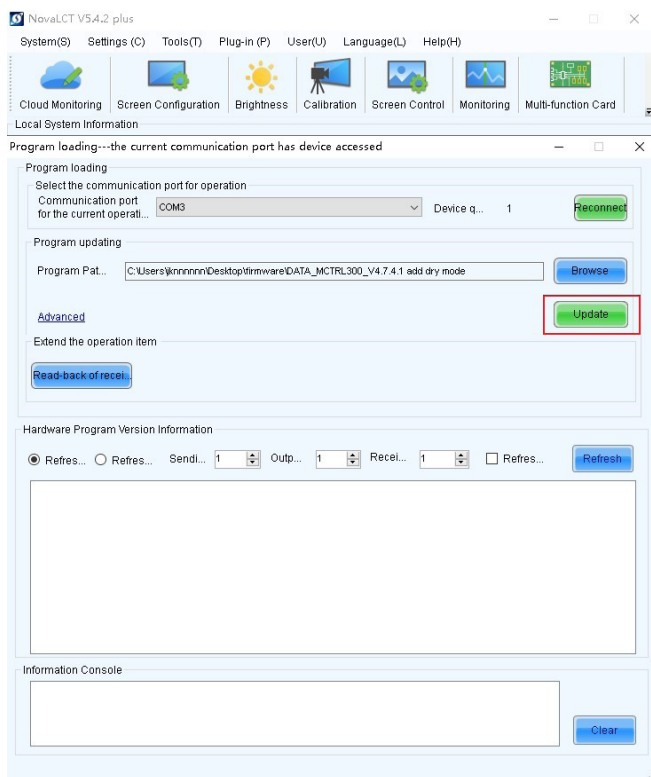 NovaLCT V5.4.2 plus
System(S) Settings (C) Tools(T) Plug-in (P) User(U) Language(L) Help(H)
Cloud Monitoring Screen Configuration Brightness Calibration Screen Control Monitoring Multi-function Card
Local System Information
Program loading---the current communication port has device accessed
Program loading
Select the communication port for operation
Communication port
for the current operati... COM3 Device q... 1 Reconnect
Program updating
Program Pat... C:\Users\jknnnnnn\Desktop\firmware\DATA_MCTRL300_V4.7.4.1 add dry mode Browse
Advanced Update
Extend the operation item
Read-back of recei...
Hardware Program Version Information
Refres... Refres... Sendi... 1 Outp... 1 Recei... 1 Refres... Refresh
Information Console
Clear